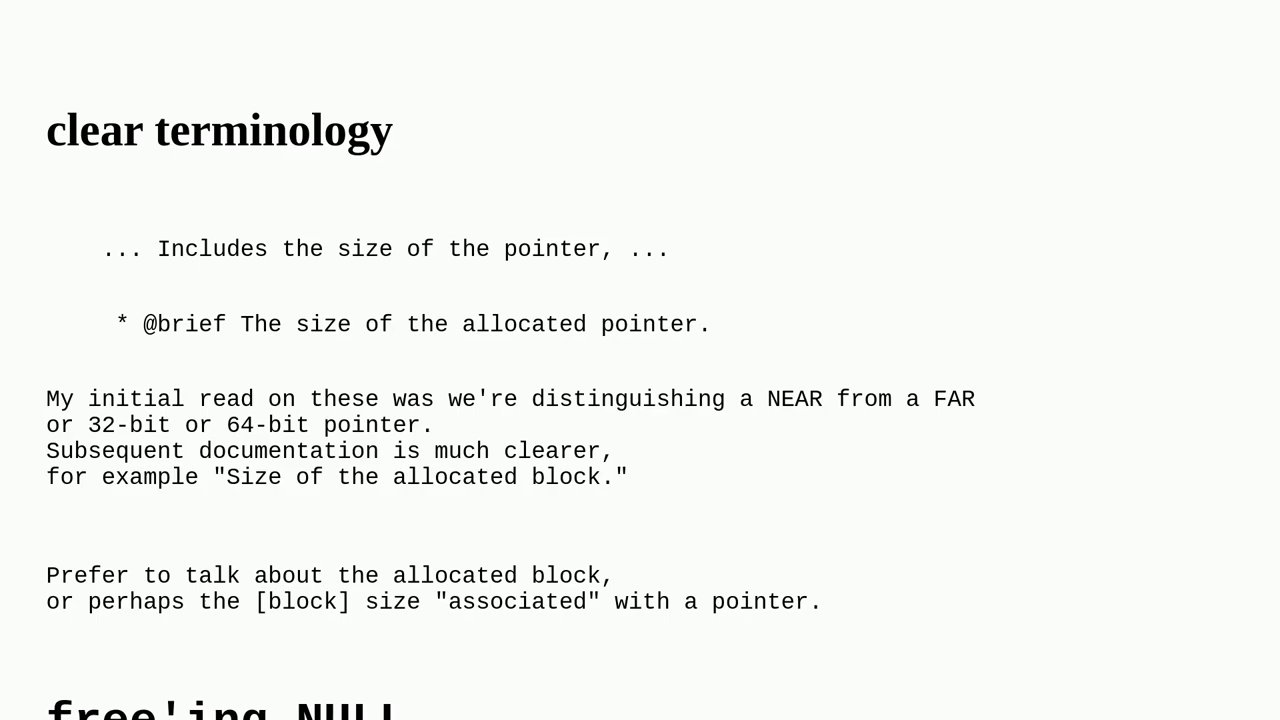 clear terminology
... Includes the size of the pointer, ...
* @brief The size of the allocated pointer.
My initial read on these was we're distinguishing a NEAR from a FAR
or 32-bit or 64-bit pointer.
Subsequent documentation is much clearer,
for example "Size of the allocated block."
Prefer to talk about the allocated block,
or perhaps the [block] size "associated" with a pointer.
free'ing NULL